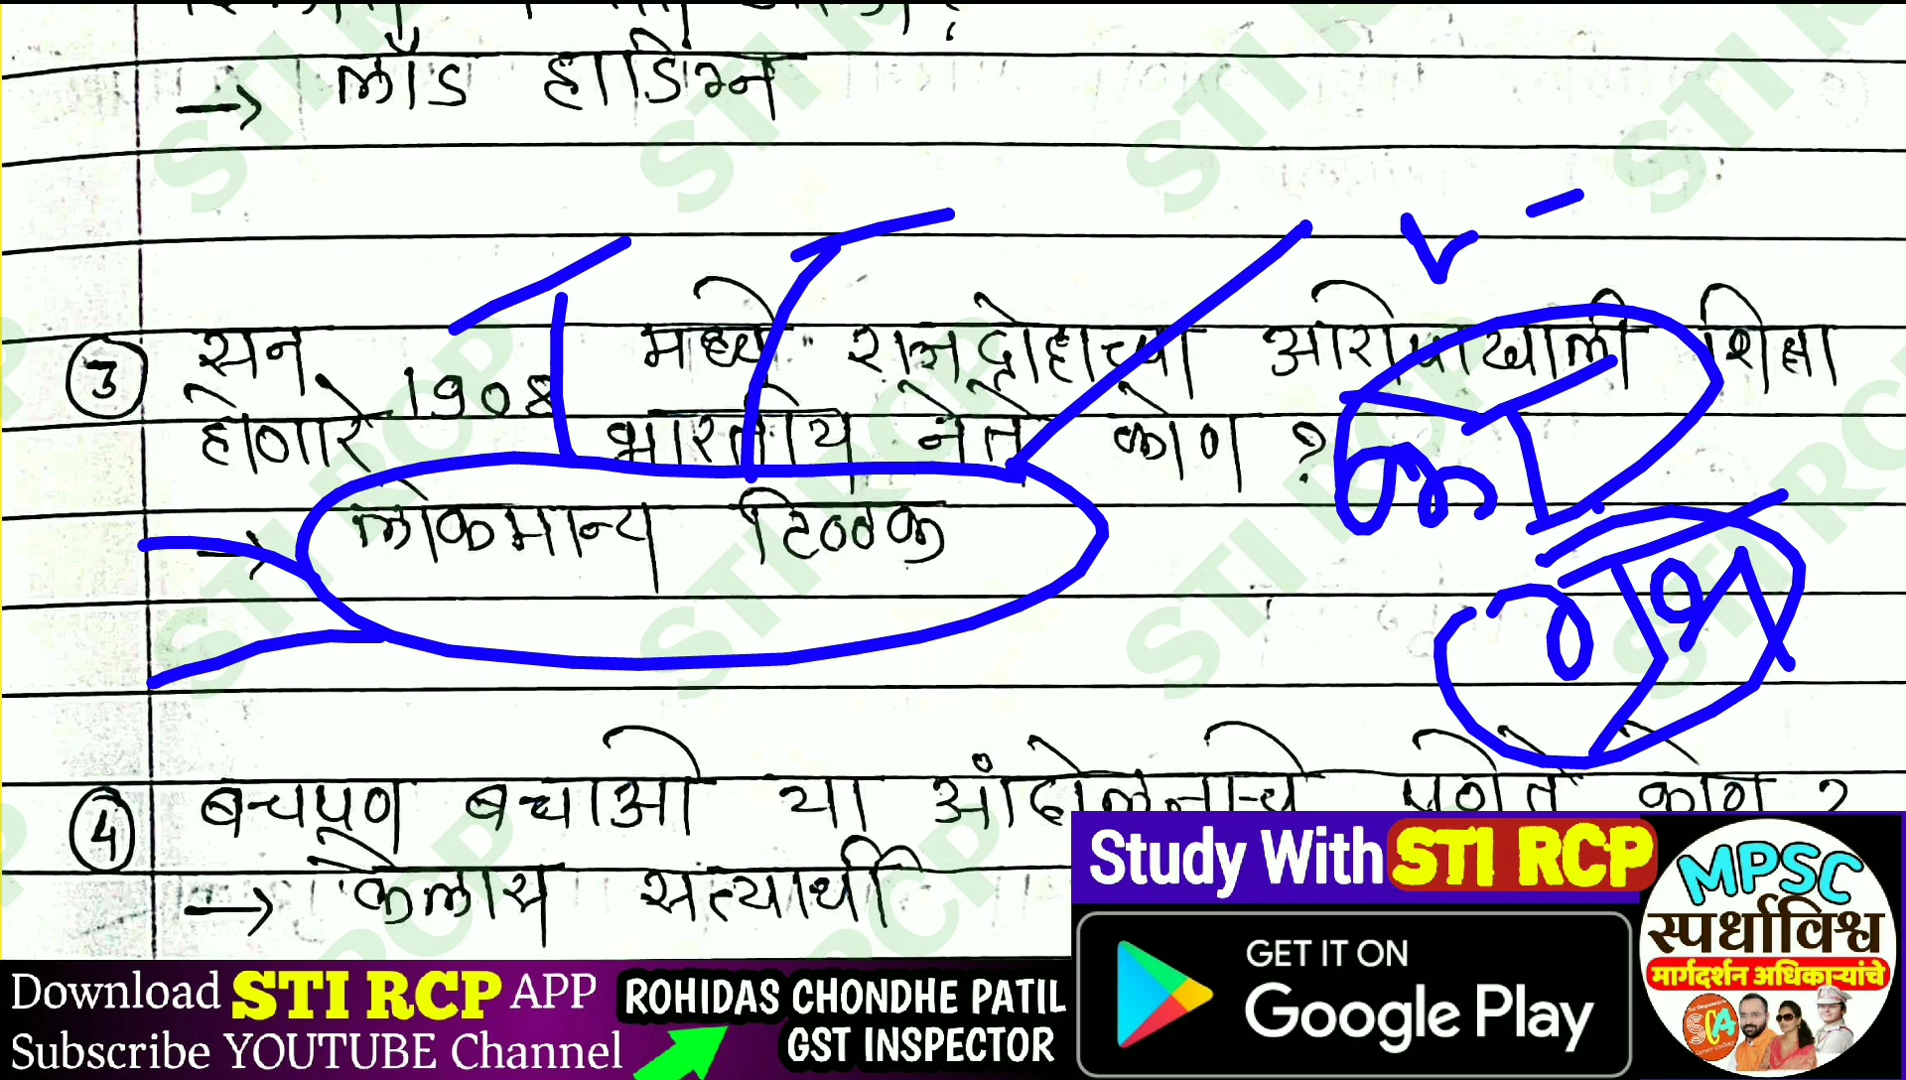 → लॉर्ड हार्डिंग्ज
③ सन 1908 मध्ये राजद्रोहाच्या आरोपाखाली शिक्षा
होणारे भारतीय नेते कोण ?
→ लोकमान्य टिळक
④ बचपण बचाओ या आंदोलनाचे प्रणेते कोण ?
→ कैलास सत्यार्थी
Study With STI RCP
GET IT ON
Google Play
MPSC
स्पर्धाविश्व
मार्गदर्शन अधिकाऱ्यांचे
Download STI RCP APP
Subscribe YOUTUBE Channel
ROHIDAS CHONDHE PATIL
GST INSPECTOR